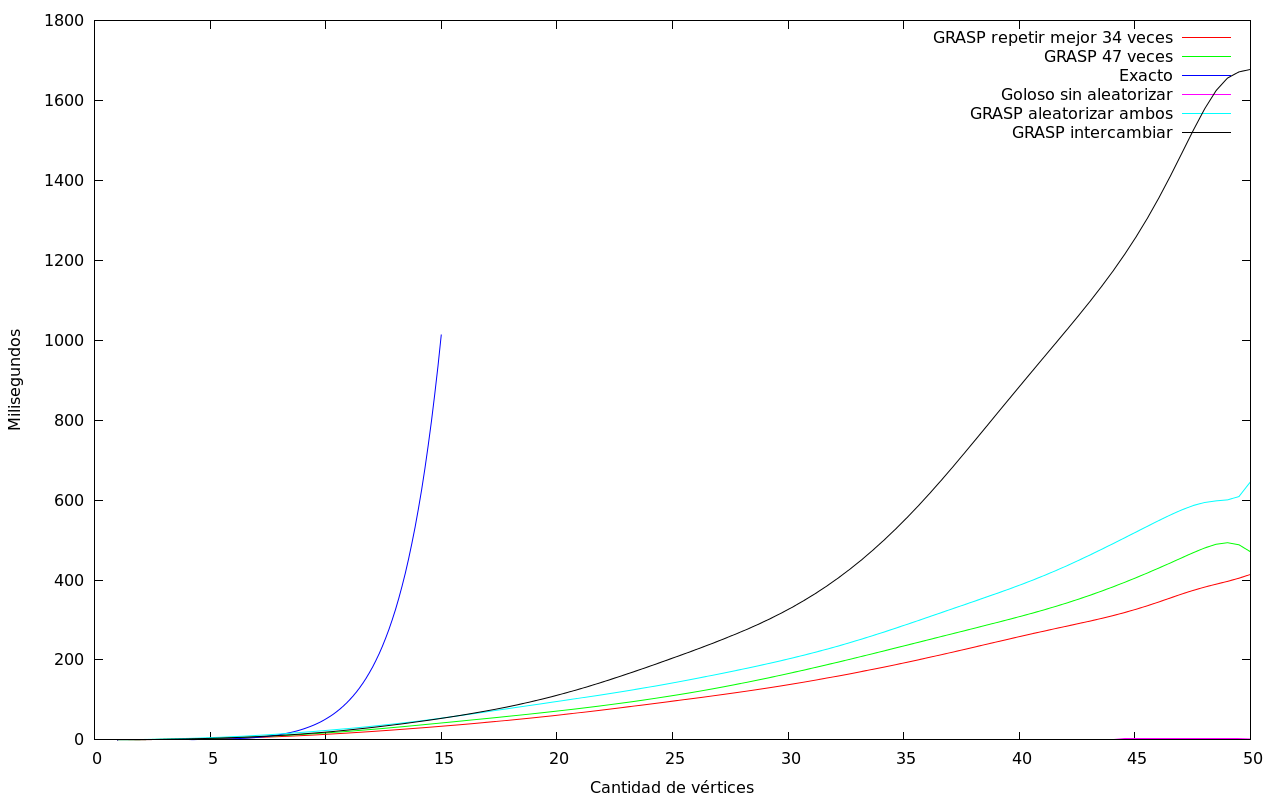 1800
1600
1400
1200
1000
800
600
400
200
0
Milisegundos
GRASP repetir mejor 34 veces
GRASP 47 veces
Exacto
Goloso sin aleatorizar
GRASP aleatorizar ambos
GRASP intercambiar
0 5 10 15 20 25 30 35 40 45 50
Cantidad de vértices